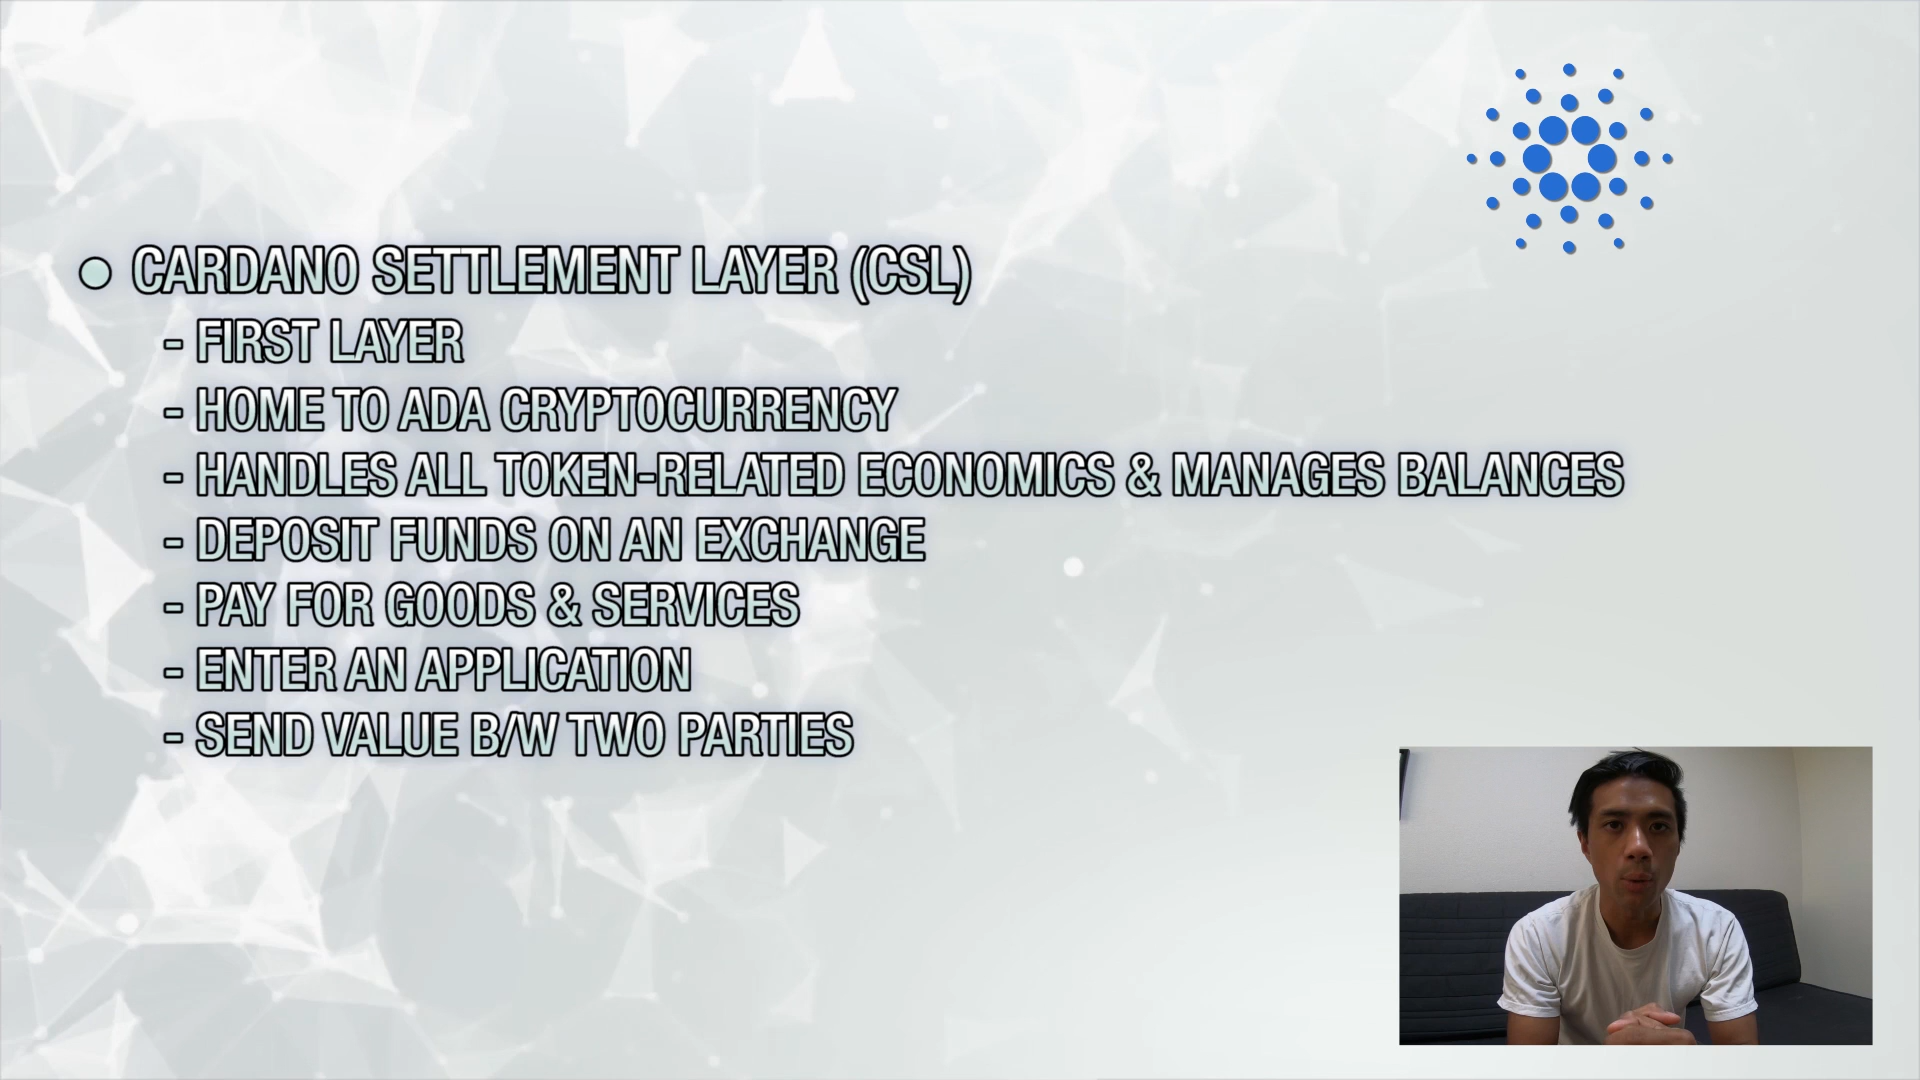 ● CARDANO SETTLEMENT LAYER (CSL)
- FIRST LAYER
- HOME TO ADA CRYPTOCURRENCY
- HANDLES ALL TOKEN-RELATED ECONOMICS & MANAGES BALANCES
- DEPOSIT FUNDS ON AN EXCHANGE
- PAY FOR GOODS & SERVICES
- ENTER AN APPLICATION
- SEND VALUE B/W TWO PARTIES